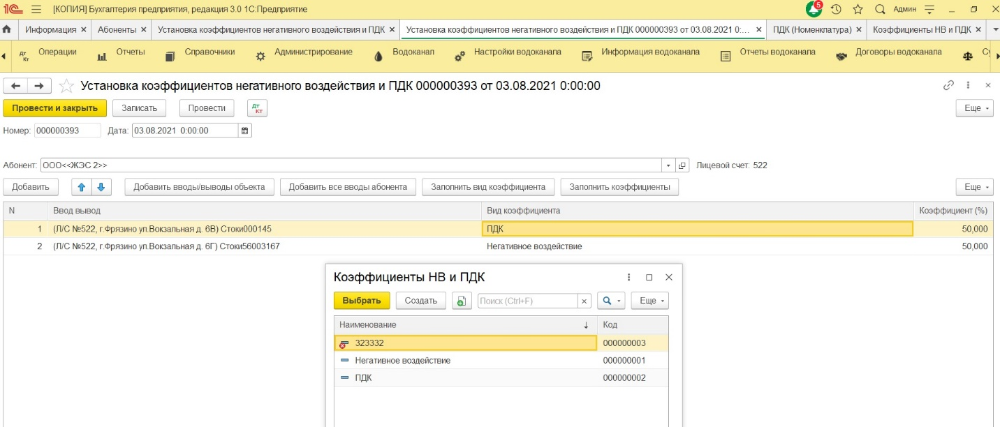 1С [КОПИЯ] Бухгалтерия предприятия, редакция 3.0 1С:Предприятие 5 Админ
Информация × Абоненты × Установка коэффициентов негативного воздействия и ПДК × Установка коэффициентов негативного воздействия и ПДК 000000393 от 03.08.2021 0:... × ПДК (Номенклатура) × Коэффициенты НВ и ПДК ×
Дт Кт Операции Отчеты Справочники Администрирование Водоканал Настройки водоканала Информация водоканала Отчеты водоканала Договоры водоканала
Установка коэффициентов негативного воздействия и ПДК 000000393 от 03.08.2021 0:00:00
Провести и закрыть Записать Провести Дт Кт Еще
Номер: 000000393 Дата: 03.08.2021 0:00:00
Абонент: ООО<<ЖЭС 2>> Лицевой счет: 522
Добавить Добавить вводы/выводы объекта Добавить все вводы абонента Заполнить вид коэффициента Заполнить коэффициенты Еще
N Ввод вывод Вид коэффициента Коэффициент (%)
1 (Л/С №522, г.Фрязино ул.Вокзальная д. 6В) Стоки000145 ПДК 50,000
2 (Л/С №522, г.Фрязино ул.Вокзальная д. 6Г) Стоки56003167 Негативное воздействие 50,000
Коэффициенты НВ и ПДК
Выбрать Создать Поиск (Ctrl+F) × Еще
Наименование ↓ Код
323332 000000003
Негативное воздействие 000000001
ПДК 000000002